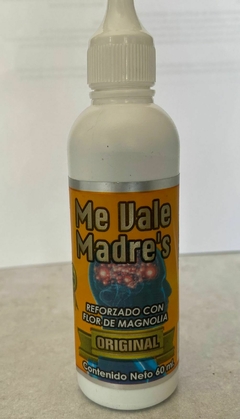 Me Vale
Madre's
REFORZADO CON
FLOR DE MAGNOLIA
ORIGINAL
Contenido Neto 60 ml.